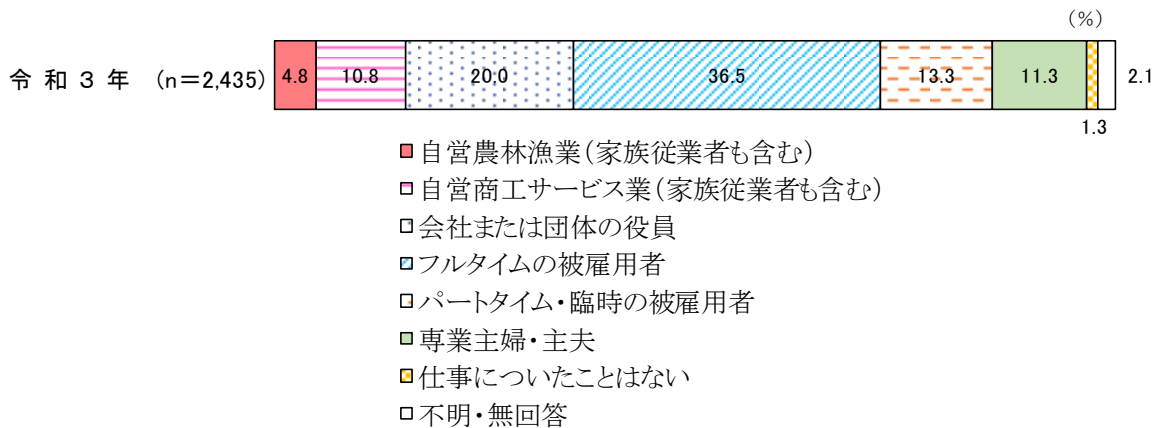 （%）
令和3年 （n＝2,435） 4.8 10.8 20.0 36.5 13.3 11.3 2.1
1.3
自営農林漁業（家族従業者も含む）
自営商工サービス業（家族従業者も含む）
会社または団体の役員
フルタイムの被雇用者
パートタイム・臨時の被雇用者
専業主婦・主夫
仕事についたことはない
不明・無回答